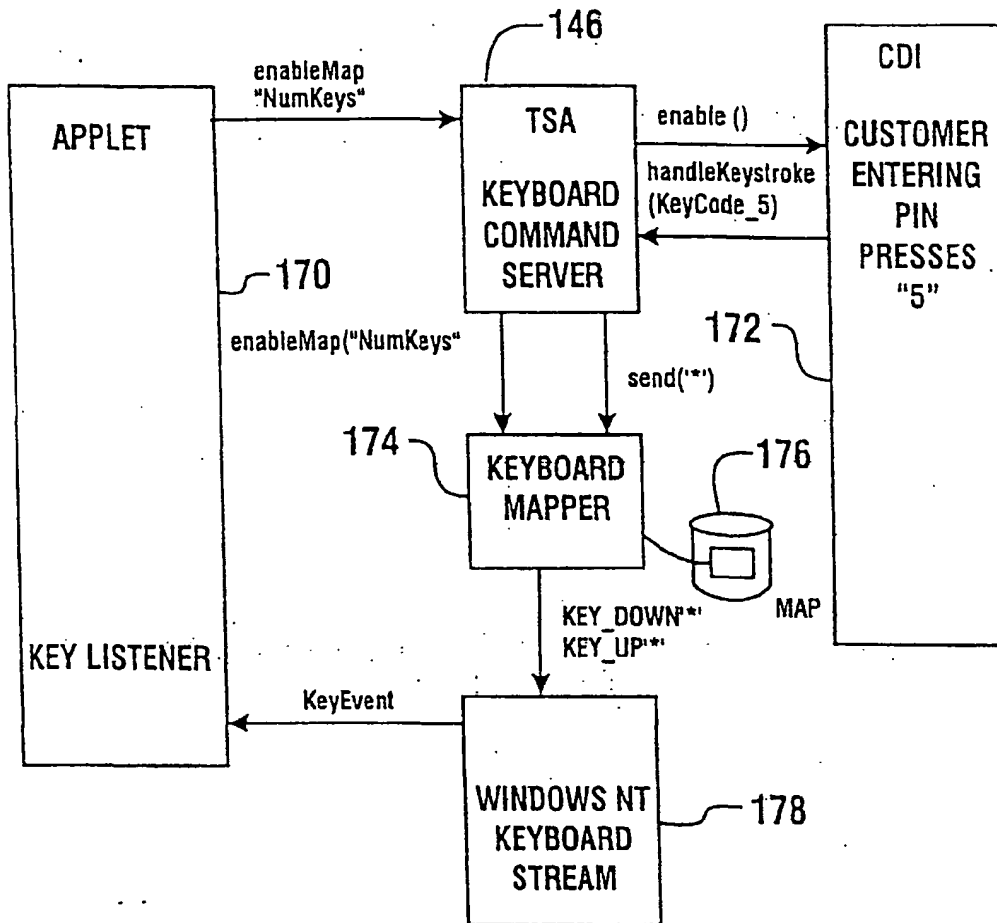 146
enableMap
"NumKeys"
APPLET
TSA
KEYBOARD
COMMAND
SERVER
enable ()
handleKeystroke
(KeyCode_5)
CDI
CUSTOMER
ENTERING
PIN
PRESSES
"5"
170
172
enableMap("NumKeys"
send('*')
174
KEYBOARD
MAPPER
176
MAP
KEY_DOWN'*'
KEY_UP'*'
KEY LISTENER
KeyEvent
WINDOWS NT
KEYBOARD
STREAM
178